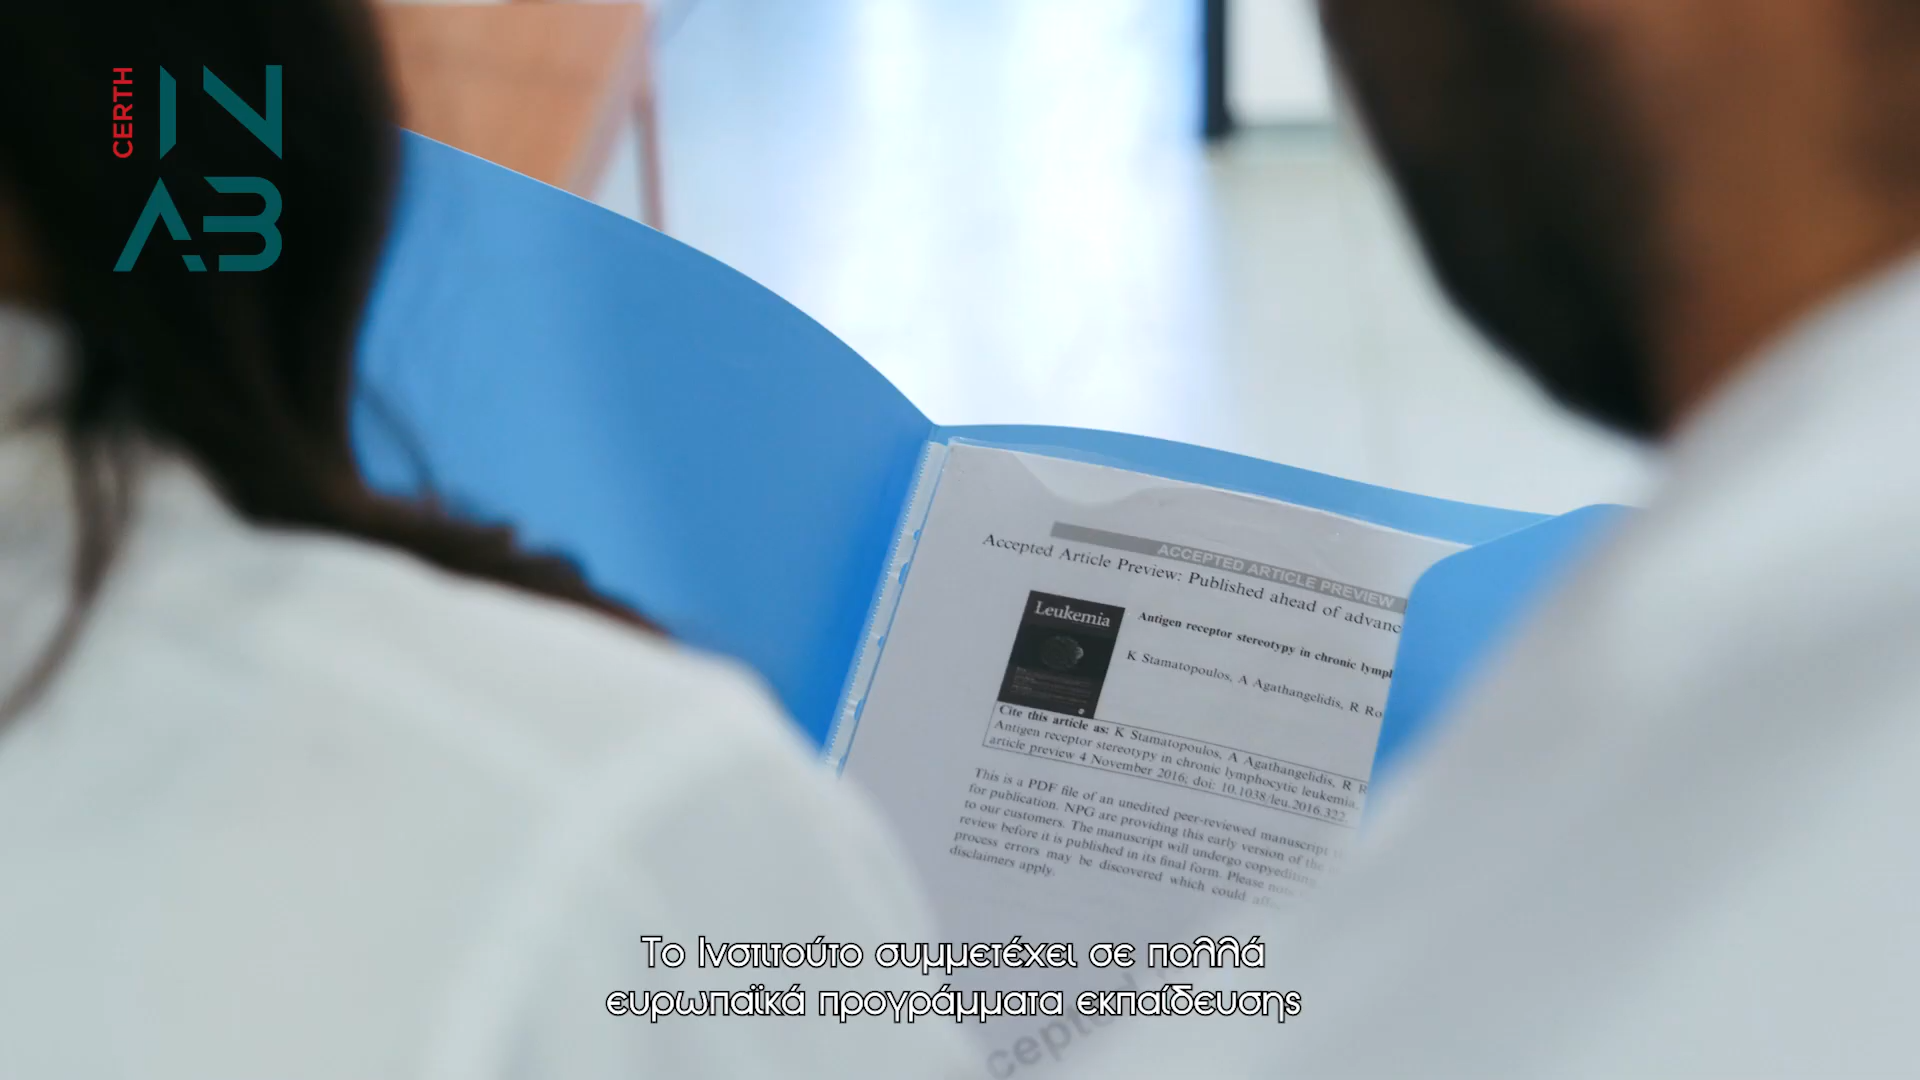 CERTH
IN
AB
ACCEPTED ARTICLE PREVIEW
Accepted Article Preview: Published ahead of advanc
Leukemia
Antigen receptor stereotypy in chronic lympl
K Stamatopoulos, A Agathangelidis, R Ro
Cite this article as: K Stamatopoulos, A Agathangelidis, R R
Antigen receptor stereotypy in chronic lymphocytic leukemia.
article preview 4 November 2016; doi: 10.1038/leu.2016.322.
This is a PDF file of an unedited peer-reviewed manuscript
for publication. NPG are providing this early version of the
to our customers. The manuscript will undergo copyediting
review before it is published in its final form. Please note
process errors may be discovered which could affe
disclaimers apply.
Το Ινστιτούτο συμμετέχει σε πολλά
ευρωπαϊκά προγράμματα εκπαίδευσης
cepted